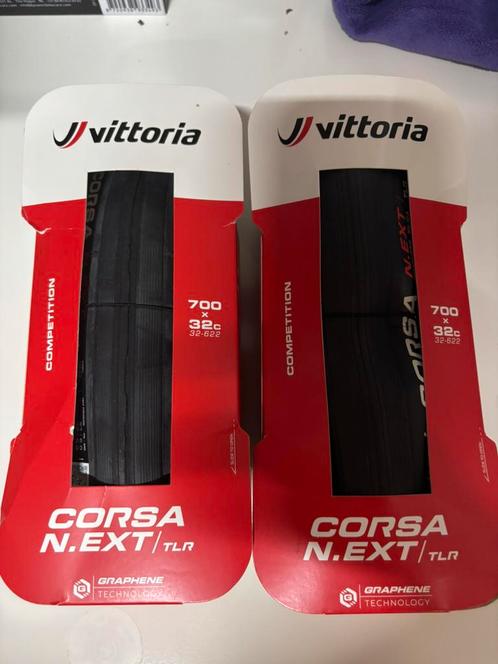 vittoria
CORSA
COMPETITION
700
x
32c
32-622
CORSA
N.EXT/TLR
GRAPHENE
TECHNOLOGY
vittoria
CORSA N.EXT
COMPETITION
700
x
32c
32-622
CORSA
N.EXT/TLR
GRAPHENE
TECHNOLOGY